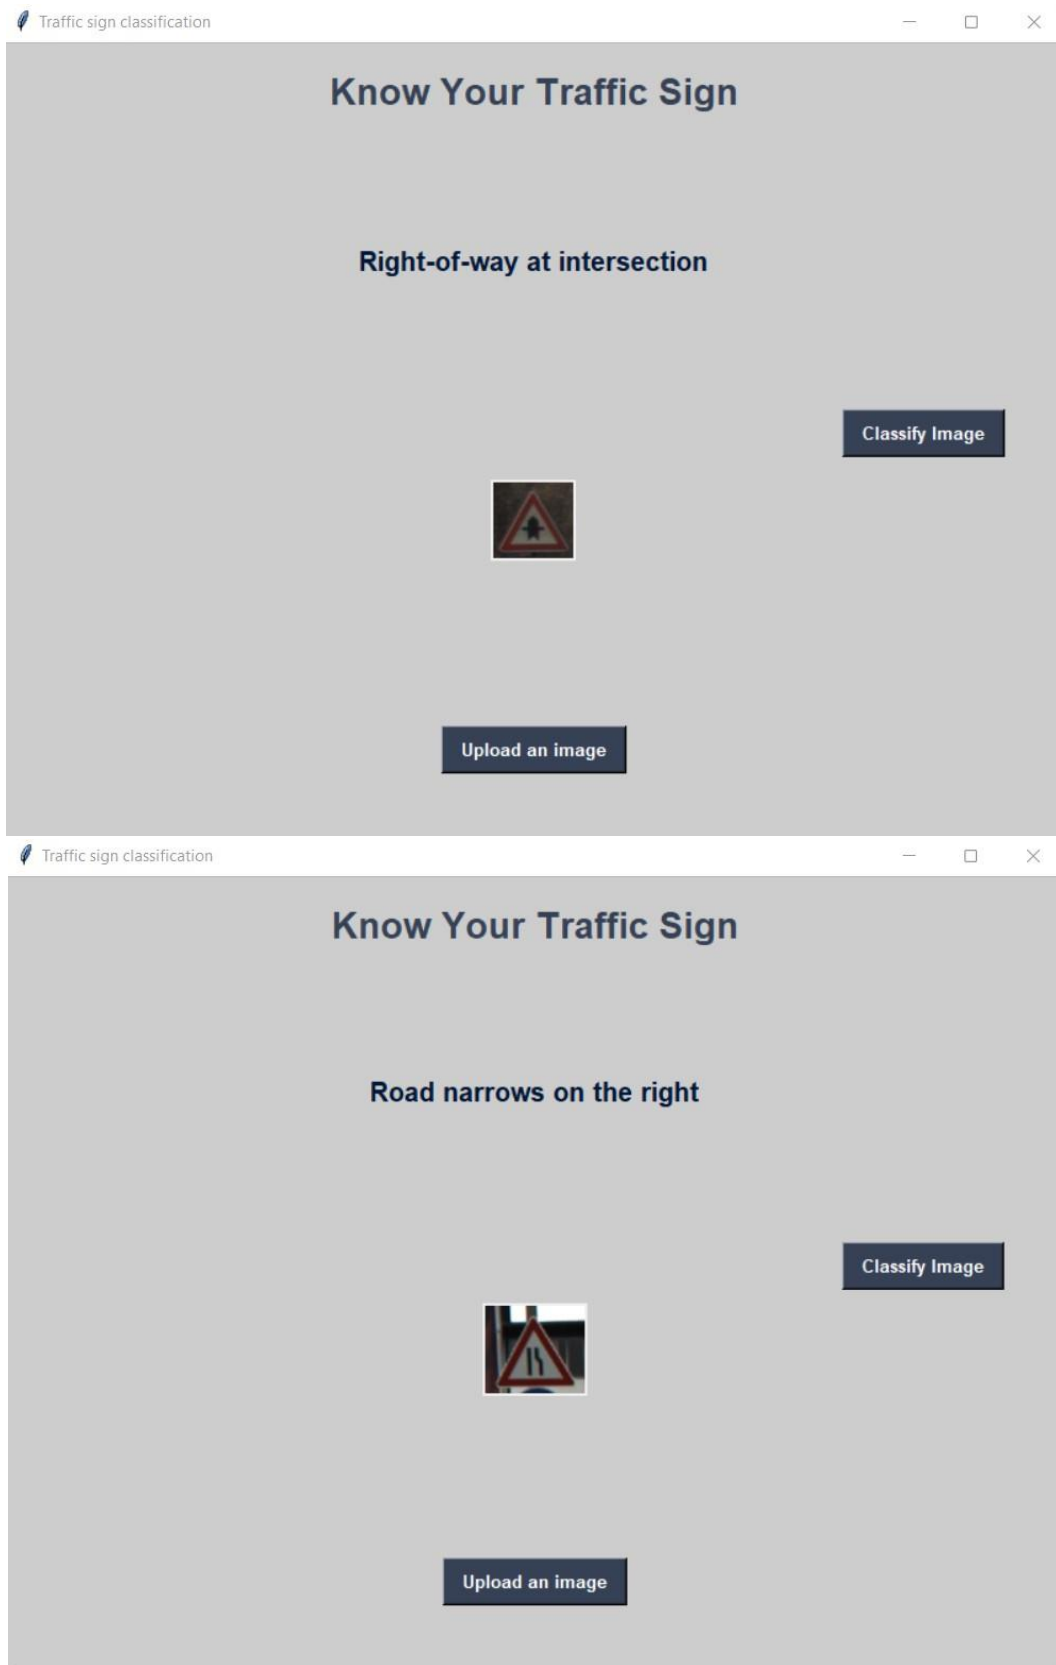 Traffic sign classification
Know Your Traffic Sign
Right-of-way at intersection
Classify Image
Upload an image
Traffic sign classification
Know Your Traffic Sign
Road narrows on the right
Classify Image
Upload an image